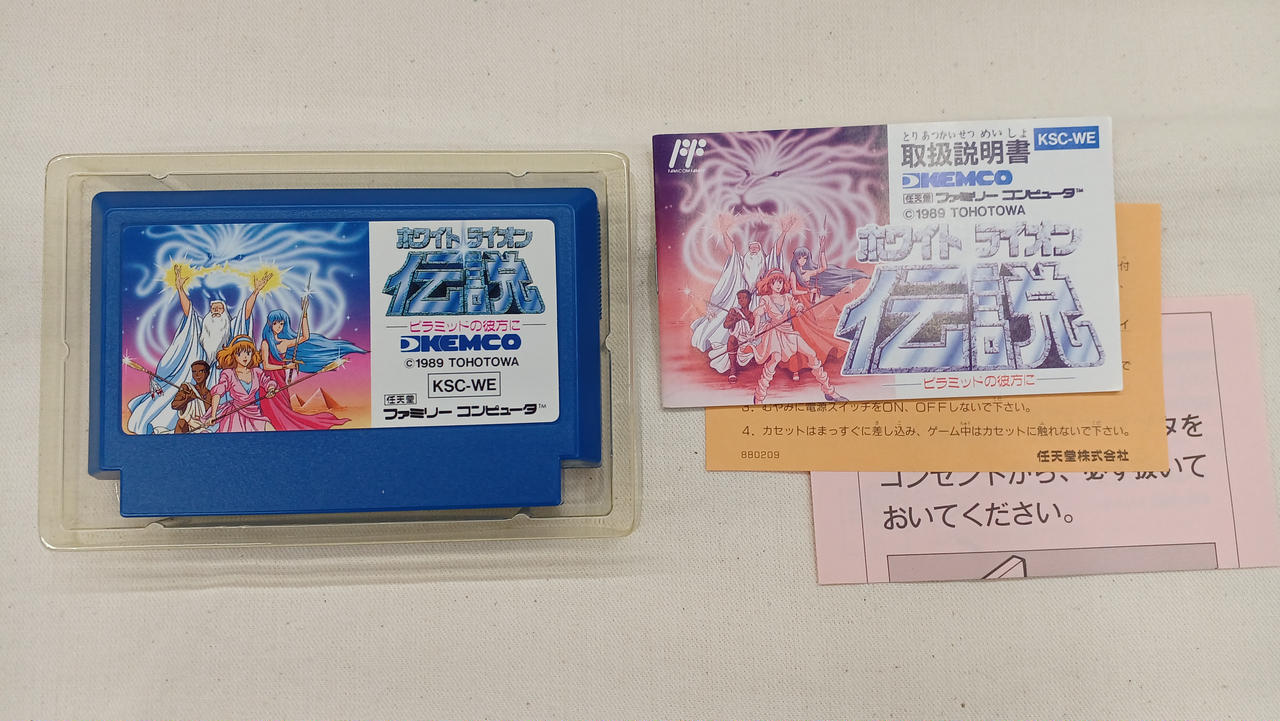 ホワイト ライオン
伝説
ピラミッドの彼方に
KEMCO
©1989 TOHOTOWA
KSC-WE
任天堂
ファミリー コンピュータ™
とりあつかいせつめいしょ
取扱説明書
KSC-WE
KEMCO
任天堂 ファミリー コンピュータ™
©1989 TOHOTOWA
ホワイト ライオン
伝説
ピラミッドの彼方に
付
イ
で
3. むやみに電源スイッチをON、OFFしないで下さい。
4. カセットはまっすぐに差し込み、ゲーム中はカセットに触れないで下さい。
880209
任天堂株式会社
タを
コンセントから、必ず抜いて
おいてください。